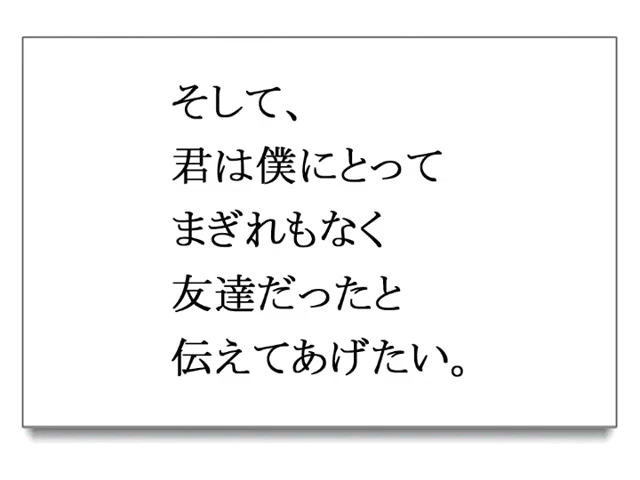 そして、
君は僕にとって
まぎれもなく
友達だったと
伝えてあげたい。